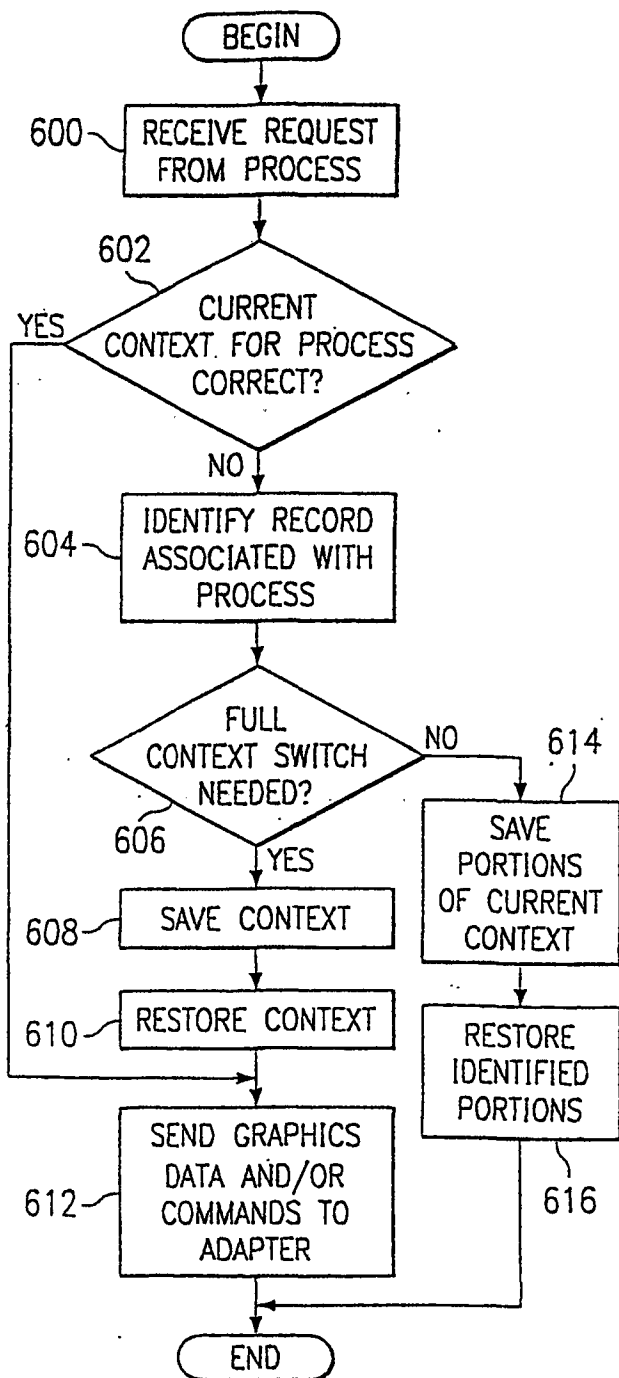 BEGIN
600
RECEIVE REQUEST
FROM PROCESS
602
YES
CURRENT
CONTEXT FOR PROCESS
CORRECT?
NO
604
IDENTIFY RECORD
ASSOCIATED WITH
PROCESS
FULL
CONTEXT SWITCH
NEEDED?
NO
614
606
YES
SAVE
PORTIONS
OF CURRENT
CONTEXT
608
SAVE CONTEXT
610
RESTORE CONTEXT
RESTORE
IDENTIFIED
PORTIONS
612
SEND GRAPHICS
DATA AND/OR
COMMANDS TO
ADAPTER
616
END